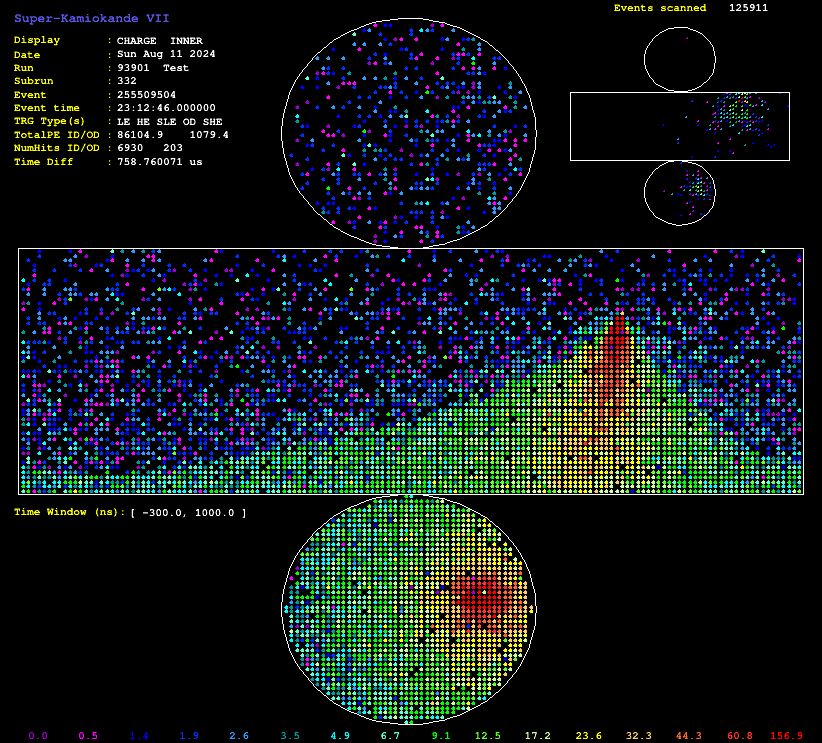 Super-Kamiokande VII
Events scanned 125911
Display : CHARGE INNER
Date : Sun Aug 11 2024
Run : 93901 Test
Subrun : 332
Event : 255509504
Event time : 23:12:46.000000
TRG Type(s) : LE HE SLE OD SHE
TotalPE ID/OD : 86104.9 1079.4
NumHits ID/OD : 6930 203
Time Diff : 758.760071 us
Time Window (ns): [ -300.0, 1000.0 ]
0.0 0.5 1.4 1.9 2.6 3.5 4.9 6.7 9.1 12.5 17.2 23.6 32.3 44.3 60.8 156.9